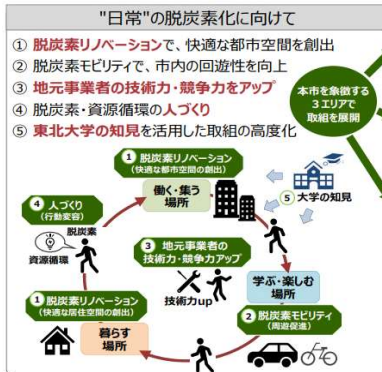 "日常"の脱炭素化に向けて
① 脱炭素リノベーションで、快適な都市空間を創出
② 脱炭素モビリティで、市内の回遊性を向上
③ 地元事業者の技術力・競争力をアップ
④ 脱炭素・資源循環の人づくり
⑤ 東北大学の知見を活用した取組の高度化
本市を象徴する
3エリアで
取組を展開
① 脱炭素リノベーション
(快適な都市空間の創出)
働く・集う
場所
⑤ 大学の知見
④ 人づくり
(行動変容)
脱炭素
資源循環
③ 地元事業者の
技術力・競争力アップ
技術力up
学ぶ・楽しむ
場所
① 脱炭素リノベーション
(快適な居住空間の創出)
暮らす
場所
② 脱炭素モビリティ
(周遊促進)